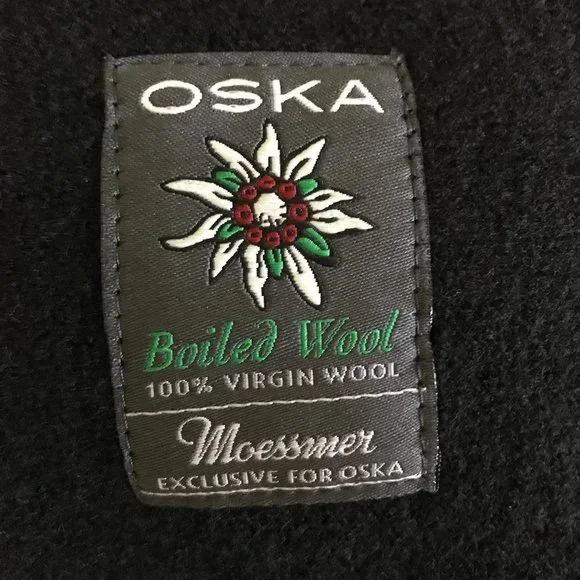 OSKA
Boiled Wool
100% VIRGIN WOOL
Moessmer
EXCLUSIVE FOR OSKA